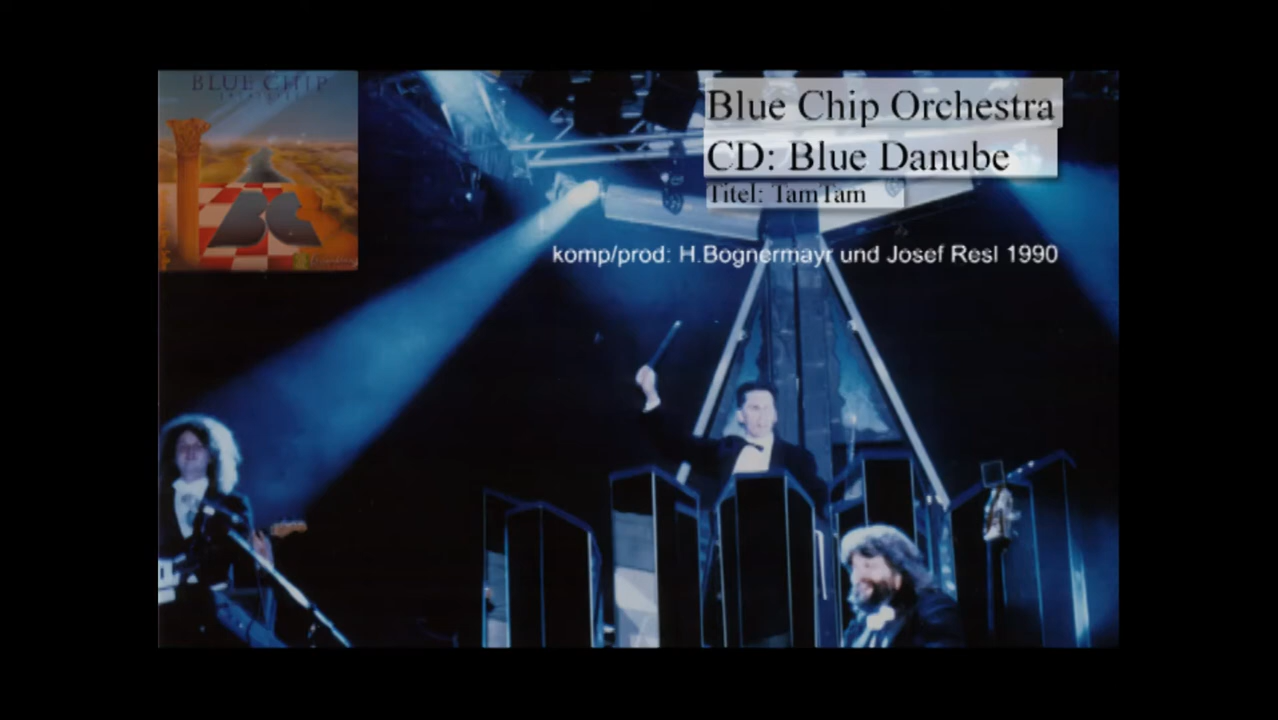 BLUE CHIP
Blue Chip Orchestra
CD: Blue Danube
Titel: TamTam
komp/prod: H.Bognermayr und Josef Resl 1990